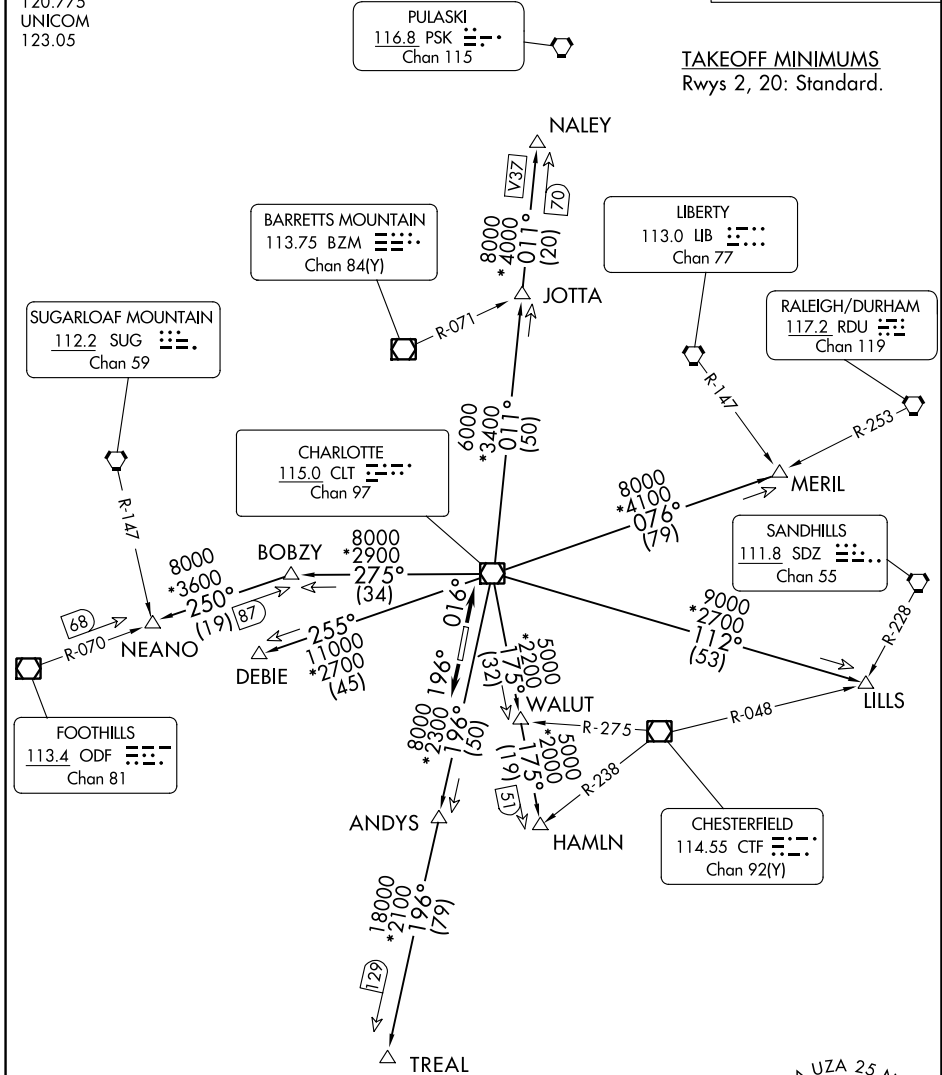 UNICOM
123.05
PULASKI
116.8 PSK
Chan 115
TAKEOFF MINIMUMS
Rwys 2, 20: Standard.
NALEY
V37
70
8000
*4000
011°
(20)
BARRETTS MOUNTAIN
113.75 BZM
Chan 84(Y)
LIBERTY
113.0 LIB
Chan 77
JOTTA
R-071
SUGARLOAF MOUNTAIN
112.2 SUG
Chan 59
RALEIGH/DURHAM
117.2 RDU
Chan 119
R-147
R-253
6000
*3400
011°
(50)
CHARLOTTE
115.0 CLT
Chan 97
R-147
8000
*4100
076°
(79)
MERIL
SANDHILLS
111.8 SDZ
Chan 55
BOBZY
8000
*2900
275°
(34)
8000
*3600
250°
(19)
87
68
R-070
NEANO
255°
11000
*2700
(45)
DEBIE
016°
196°
9000
*2700
112°
(53)
R-228
LILLS
5000
*2200
175°
(32)
WALUT
R-275
R-048
FOOTHILLS
113.4 ODF
Chan 81
8000
*2300
196°
(50)
5000
*2000
175°
(19)
51
R-238
ANDYS
HAMLN
CHESTERFIELD
114.55 CTF
Chan 92(Y)
18000
*2100
196°
(79)
129
TREAL
UZA 25